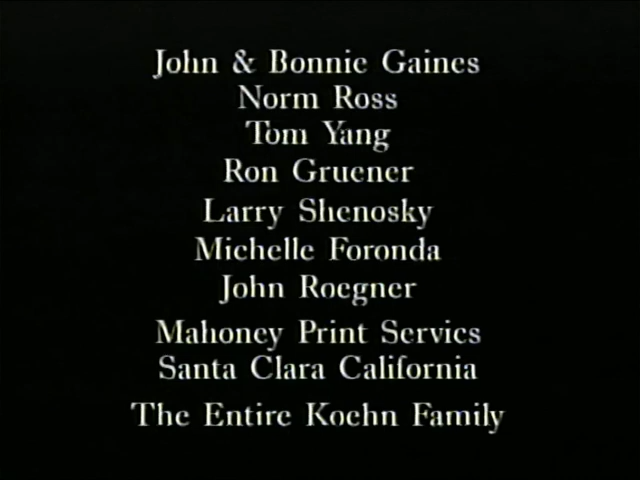 John & Bonnie Gaines
Norm Ross
Tom Yang
Ron Gruener
Larry Shenosky
Michelle Foronda
John Roegner
Mahoney Print Servics
Santa Clara California
The Entire Koehn Family